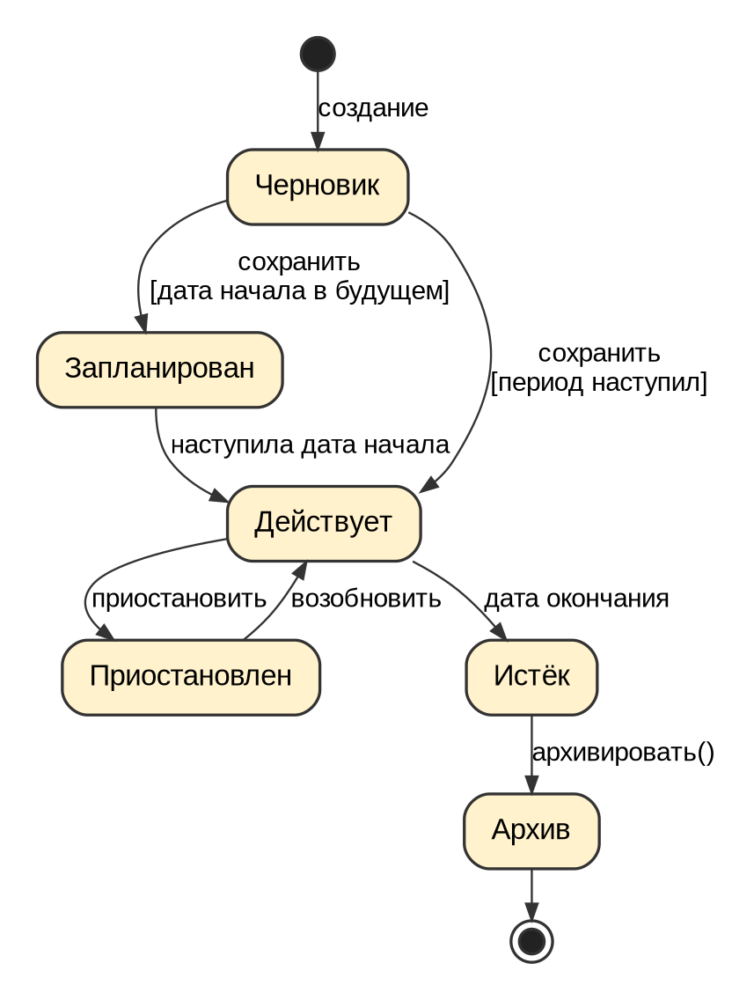 создание
Черновик
сохранить
[дата начала в будущем]
сохранить
[период наступил]
Запланирован
наступила дата начала
Действует
приостановить
возобновить
дата окончания
Приостановлен
Истёк
архивировать()
Архив